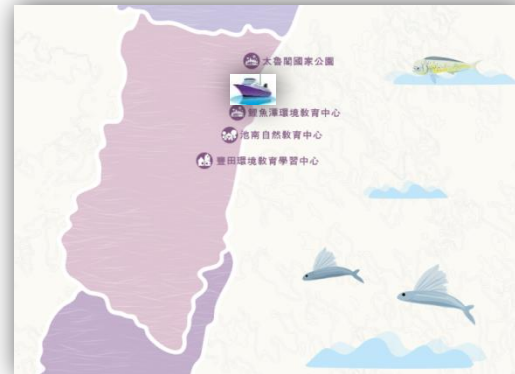 太魯閣國家公園
鯉魚潭環境教育中心
池南自然教育中心
豐田環境教育學習中心